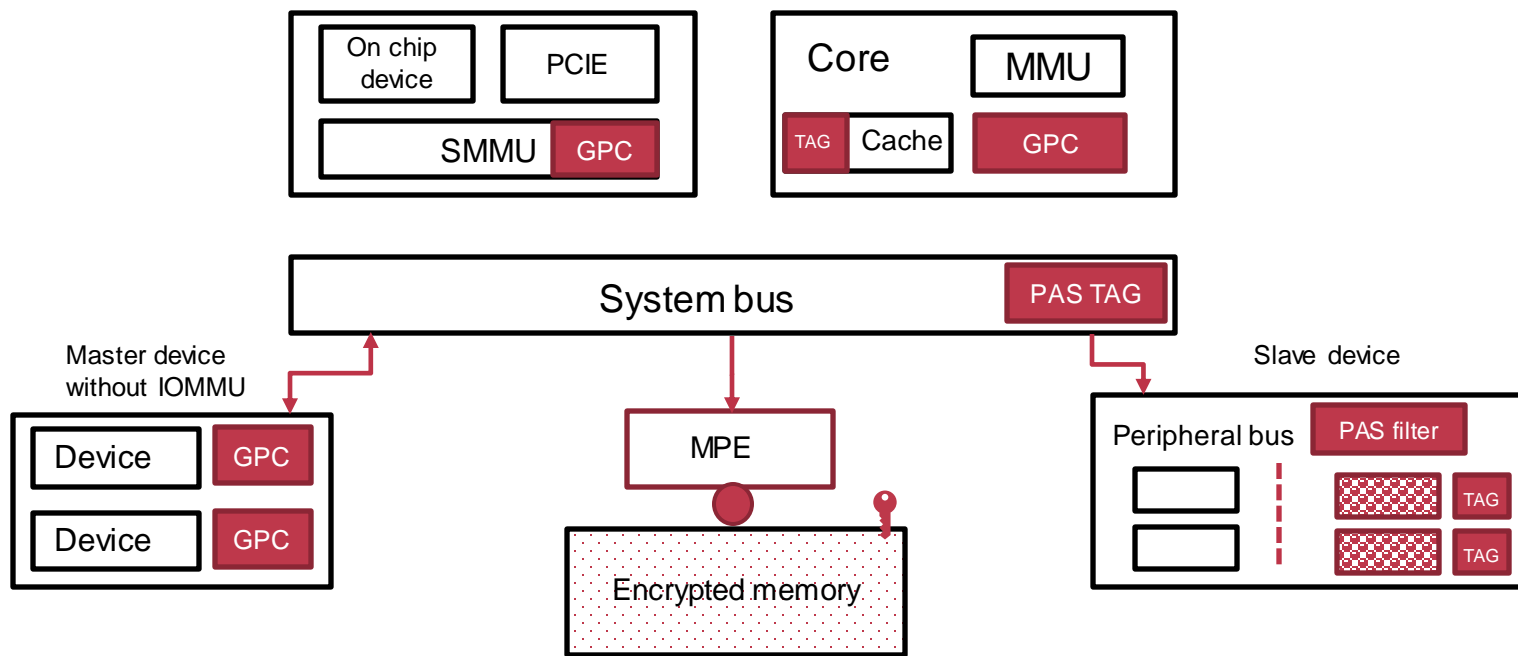 On chip
device
PCIE
SMMU
GPC
Core
MMU
TAG
Cache
GPC
System bus
PAS TAG
Master device
without IOMMU
Device
GPC
Device
GPC
MPE
Encrypted memory
Slave device
Peripheral bus
PAS filter
TAG
TAG